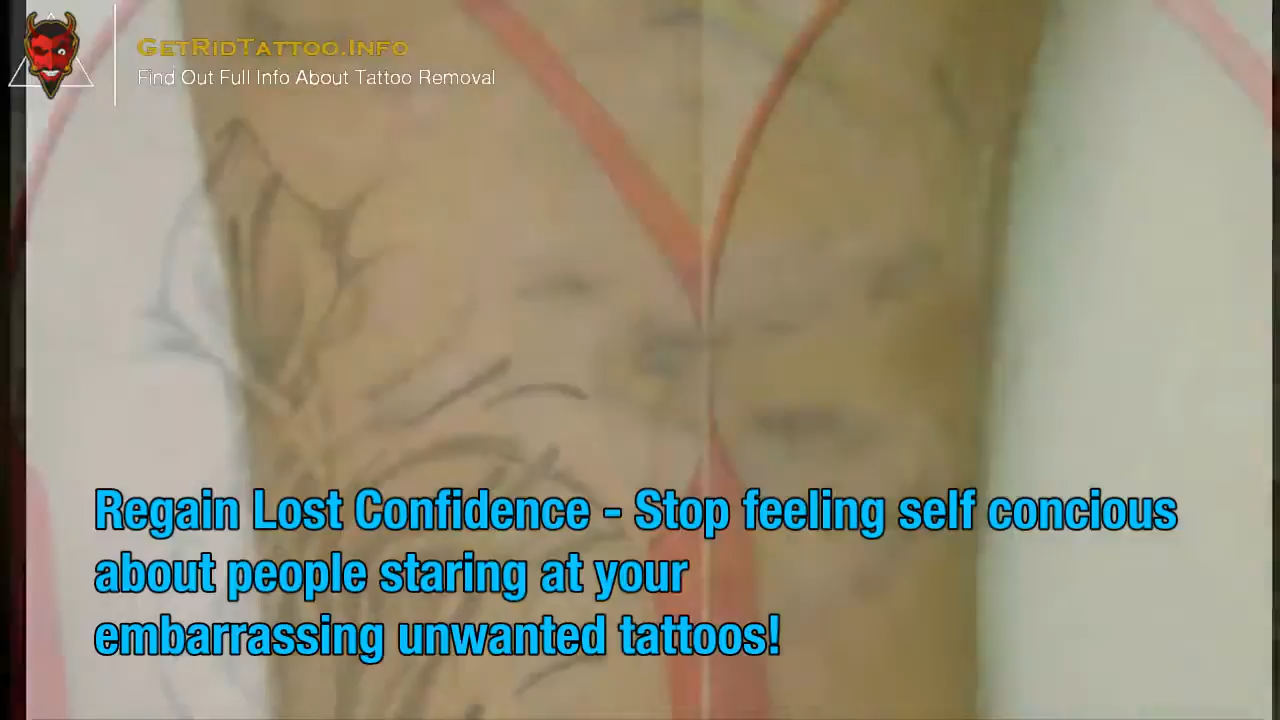 GetRidTattoo.Info
Find Out Full Info About Tattoo Removal
Regain Lost Confidence - Stop feeling self concious
about people staring at your
embarrassing unwanted tattoos!